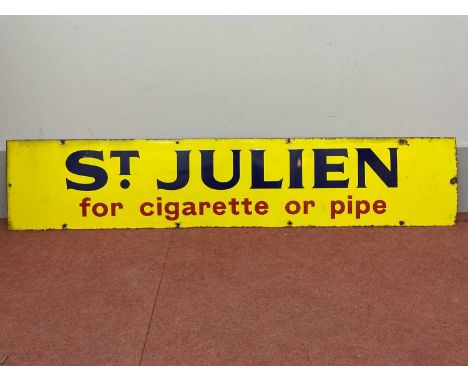 ST. JULIEN
for cigarette or pipe